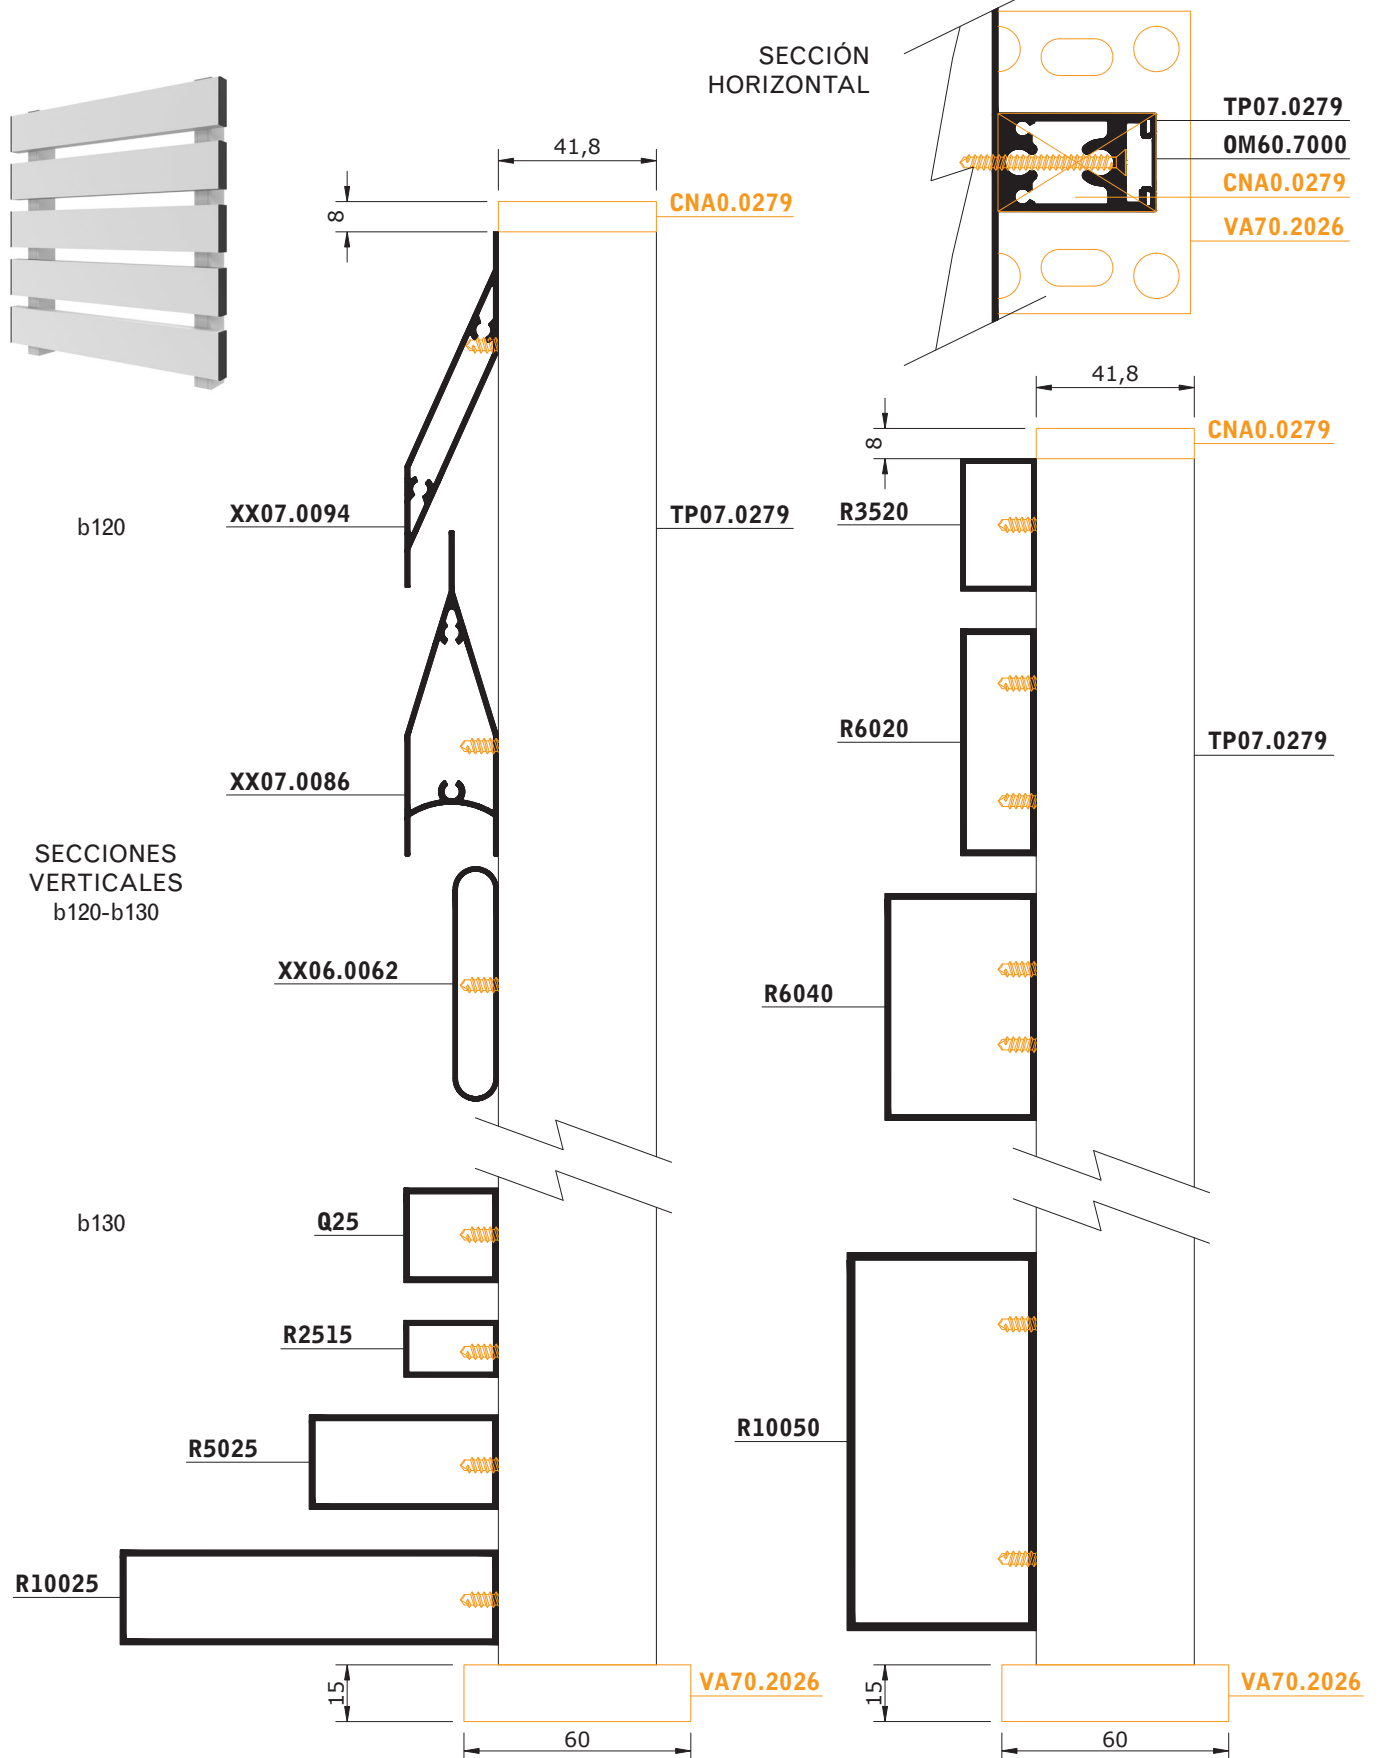 SECCIÓN
HORIZONTAL
TP07.0279
OM60.7000
CNA0.0279
VA70.2026
41,8
8
CNA0.0279
41,8
8
CNA0.0279
b120
XX07.0094
TP07.0279
R3520
R6020
TP07.0279
XX07.0086
SECCIONES
VERTICALES
b120-b130
XX06.0062
R6040
b130
Q25
R2515
R5025
R10050
R10025
15
VA70.2026
60
15
VA70.2026
60